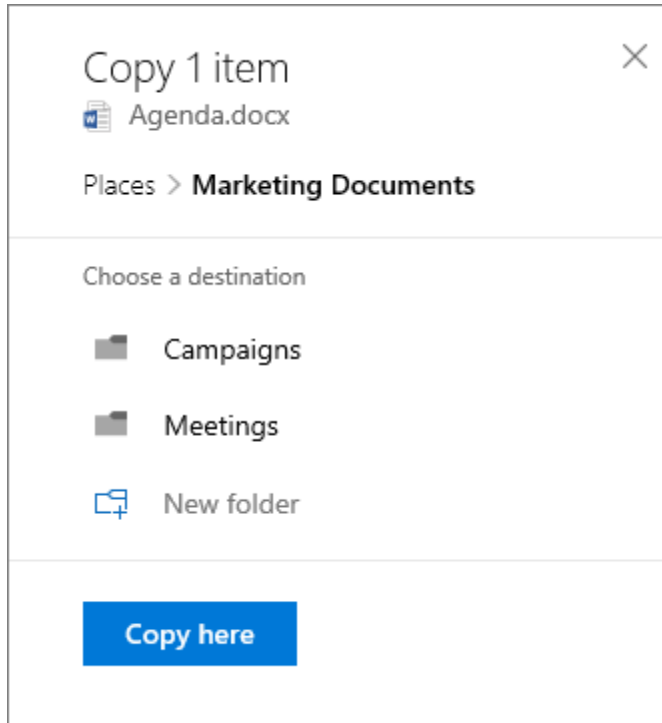 Copy 1 item
Agenda.docx
Places > Marketing Documents
Choose a destination
Campaigns
Meetings
New folder
Copy here